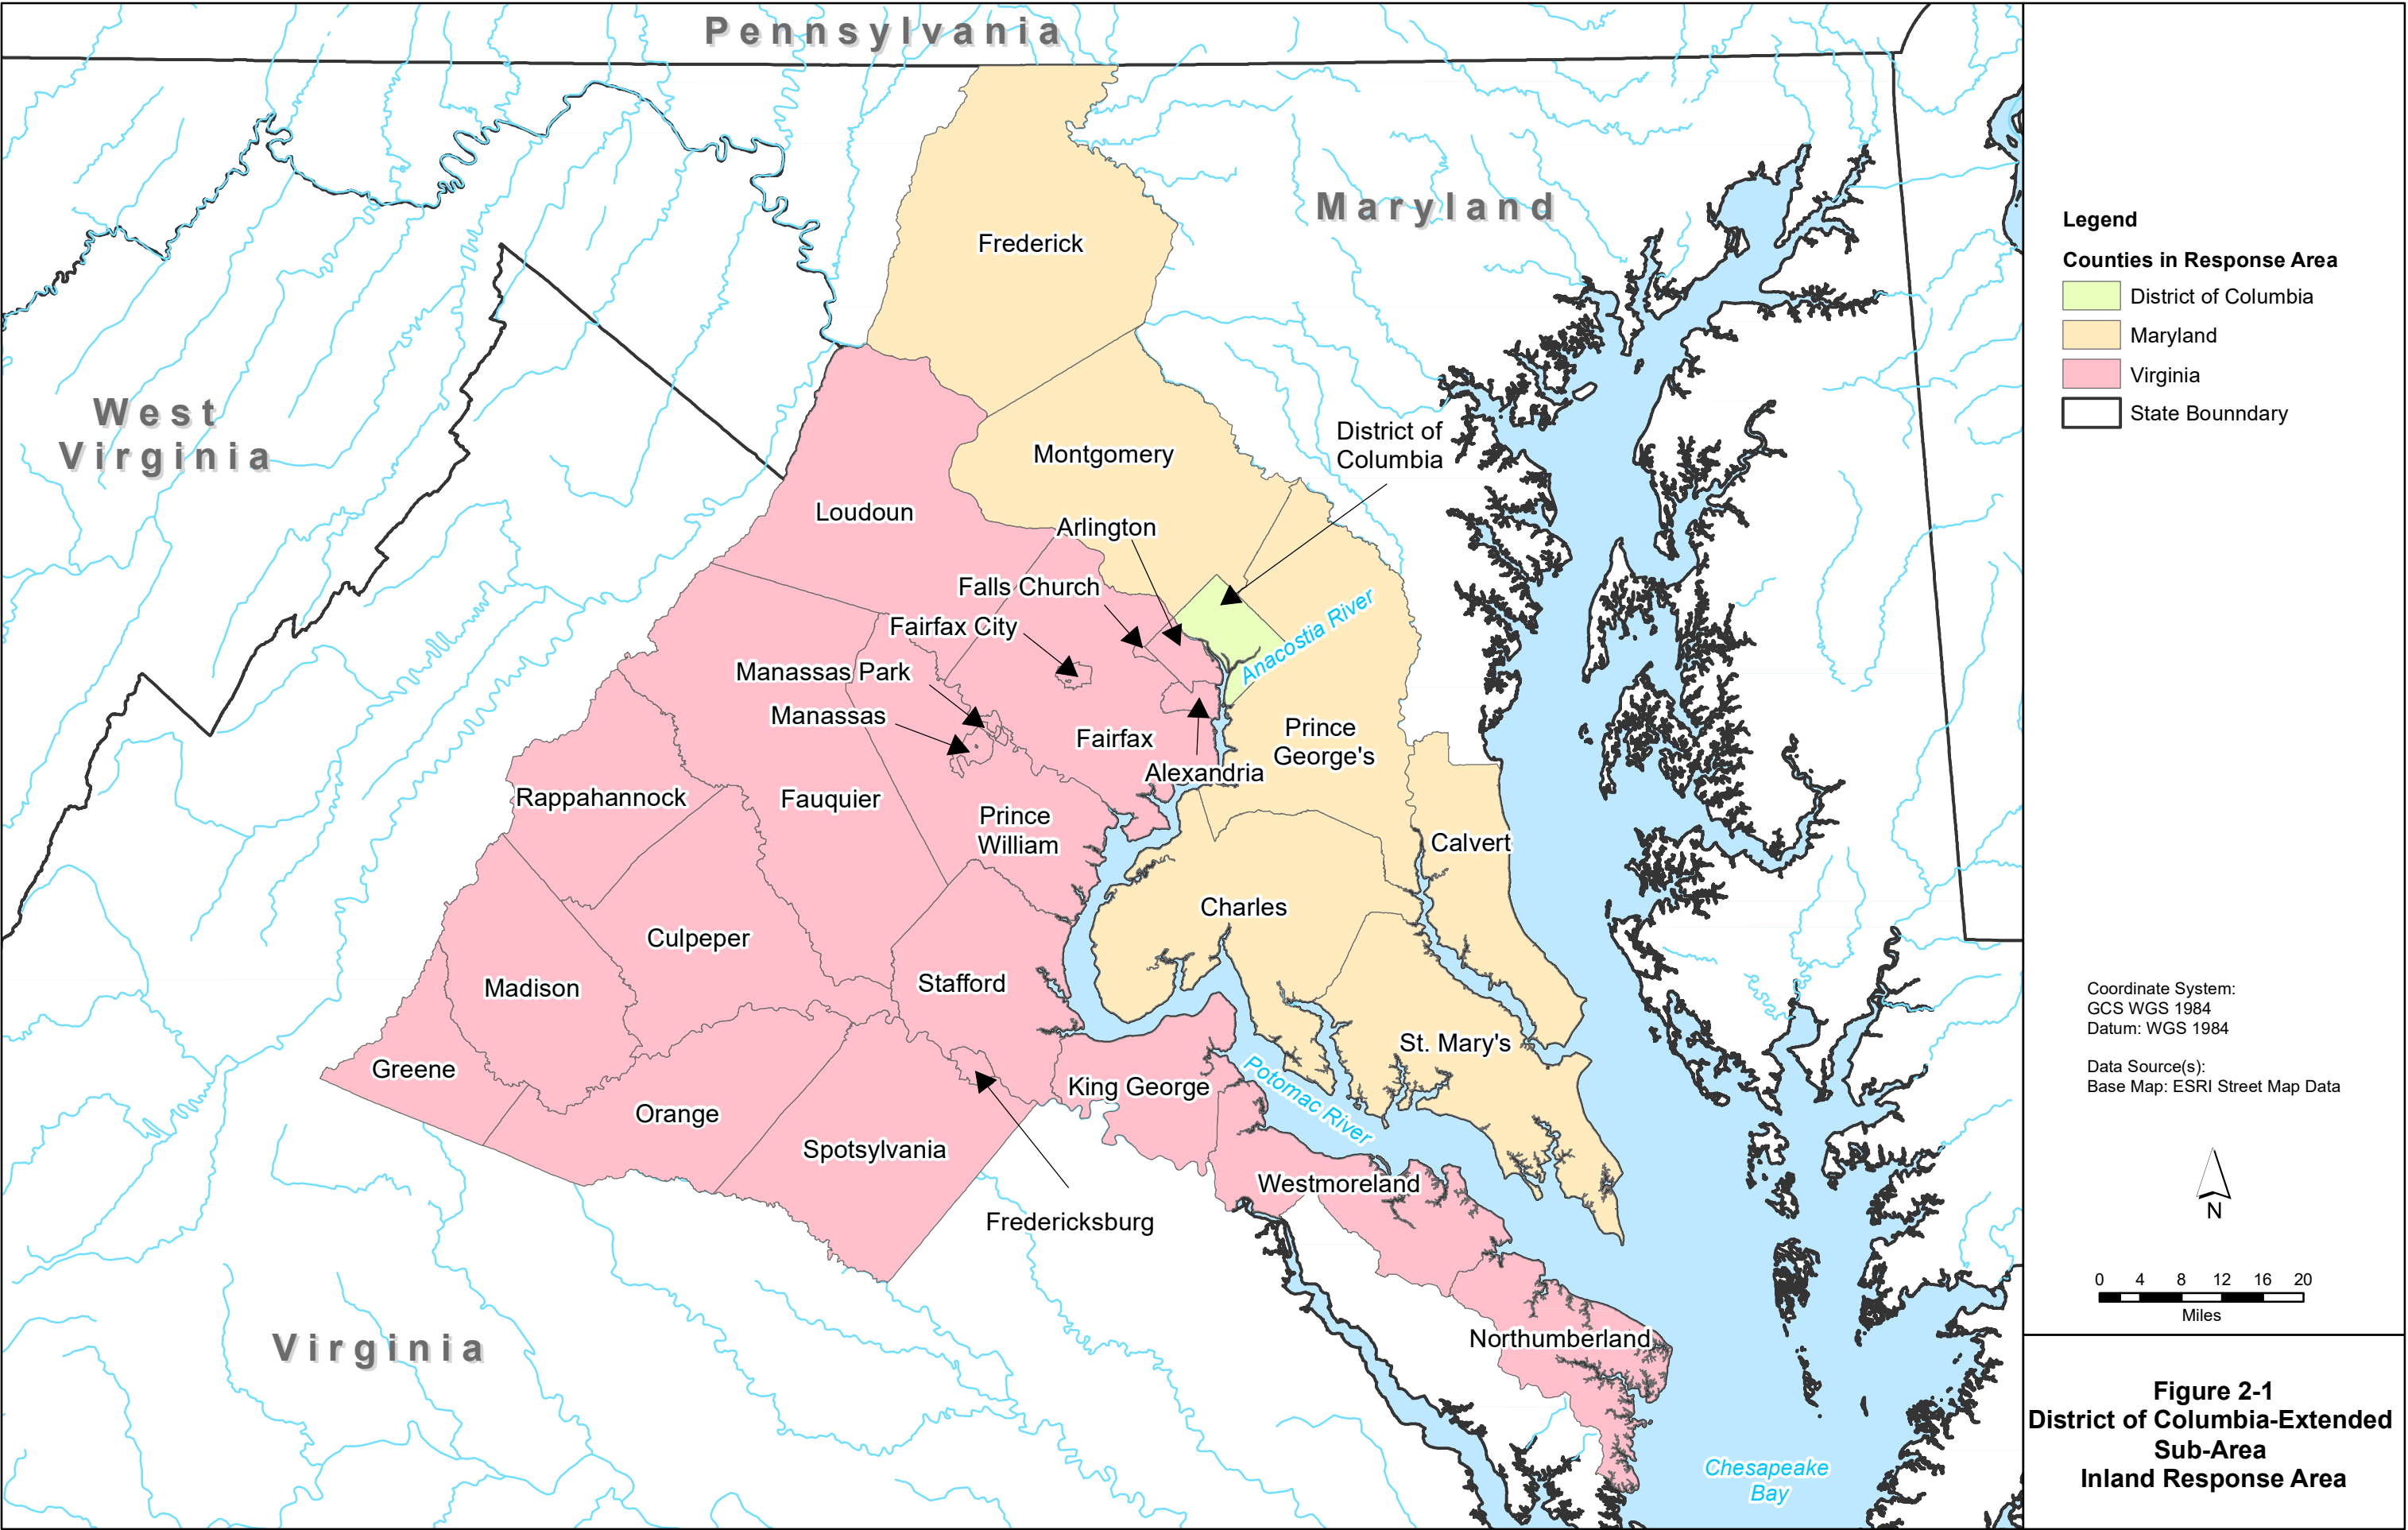 Pennsylvania
Maryland
West
Virginia
Virginia
Frederick
Montgomery
District of
Columbia
Loudoun
Arlington
Falls Church
Fairfax City
Manassas Park
Manassas
Fairfax
Alexandria
Anacostia River
Prince
George's
Rappahannock
Fauquier
Prince
William
Calvert
Charles
Culpeper
Madison
Stafford
St. Mary's
Greene
King George
Potomac River
Orange
Spotsylvania
Westmoreland
Fredericksburg
Northumberland
Chesapeake
Bay
Legend
Counties in Response Area
District of Columbia
Maryland
Virginia
State Bounndary
Coordinate System:
GCS WGS 1984
Datum: WGS 1984
Data Source(s):
Base Map: ESRI Street Map Data
N
0 4 8 12 16 20
Miles
Figure 2-1
District of Columbia-Extended
Sub-Area
Inland Response Area